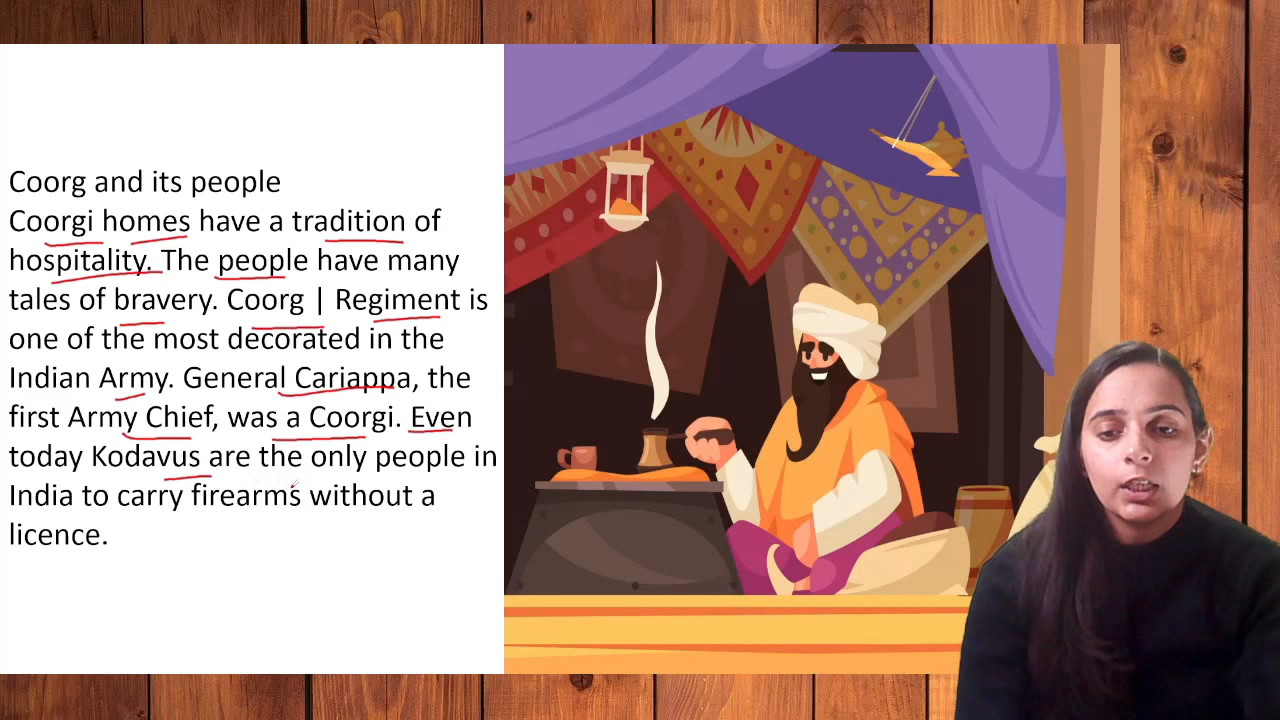 Coorg and its people
Coorgi homes have a tradition of
hospitality. The people have many
tales of bravery. Coorg | Regiment is
one of the most decorated in the
Indian Army. General Cariappa, the
first Army Chief, was a Coorgi. Even
today Kodavus are the only people in
India to carry firearms without a
licence.